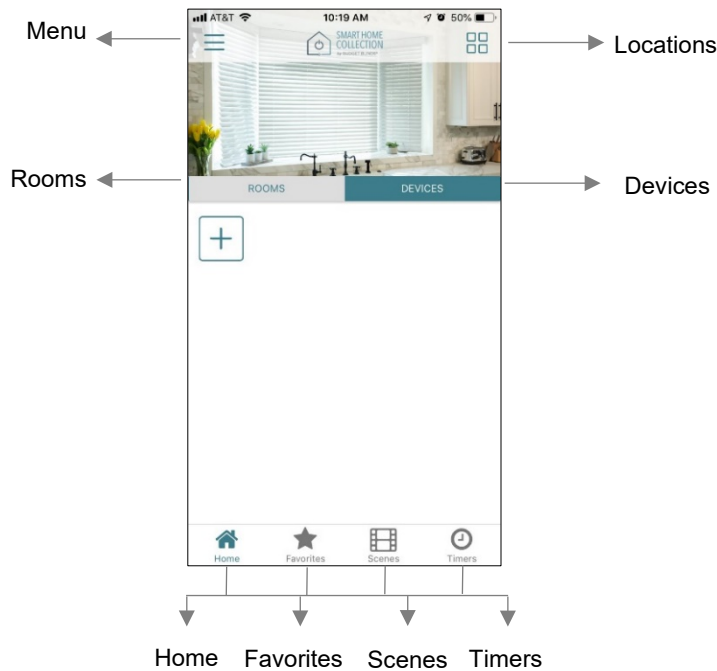 AT&T 10:19 AM 50%
Menu
SMART HOME
COLLECTION
Locations
Rooms
ROOMS
DEVICES
Devices
Home
Favorites
Scenes
Timers
Home Favorites Scenes Timers